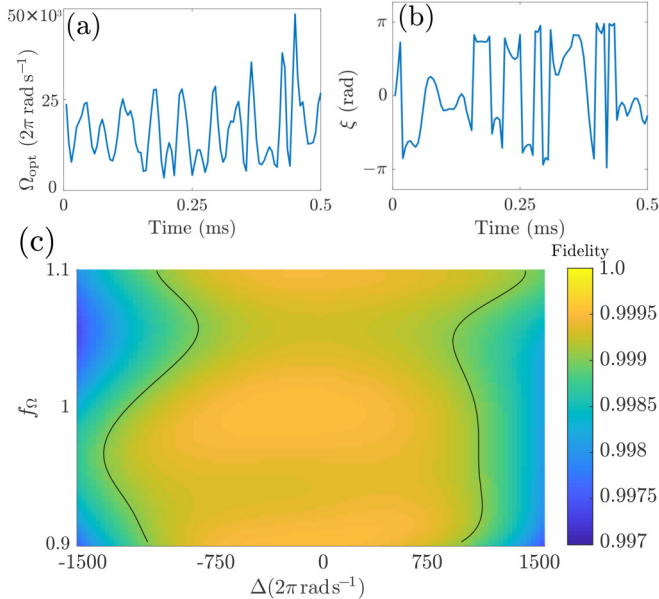 (a)
50×10³
25
0
Ω_opt (2π rad s⁻¹)
0
0.25
0.5
Time (ms)
(b)
π
0
−π
ξ (rad)
0
0.25
0.5
Time (ms)
(c)
Fidelity
1.1
1
0.9
f_Ω
-1500
-750
0
750
1500
Δ(2π rad s⁻¹)
1.0
0.9995
0.999
0.9985
0.998
0.9975
0.997